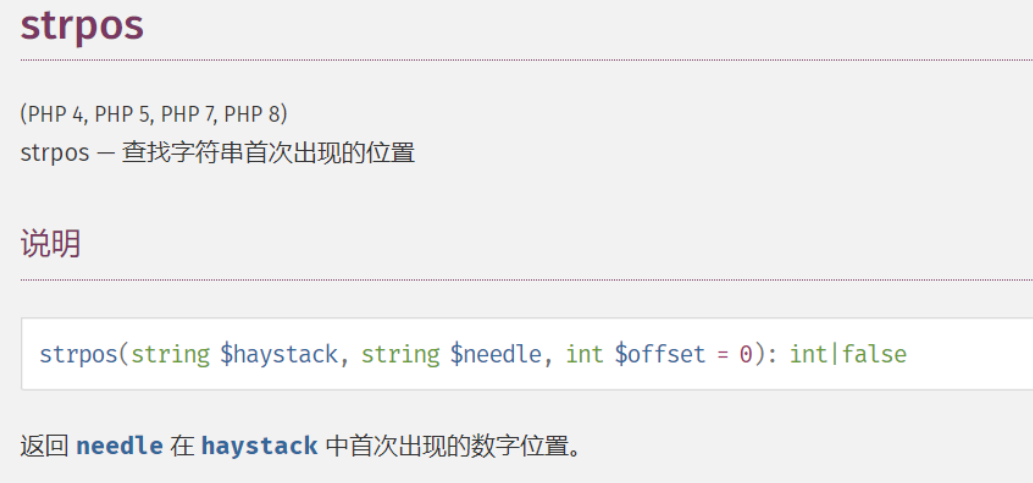 strpos
(PHP 4, PHP 5, PHP 7, PHP 8)
strpos — 查找字符串首次出现的位置
说明
strpos(string $haystack, string $needle, int $offset = 0): int|false
返回 needle 在 haystack 中首次出现的数字位置。